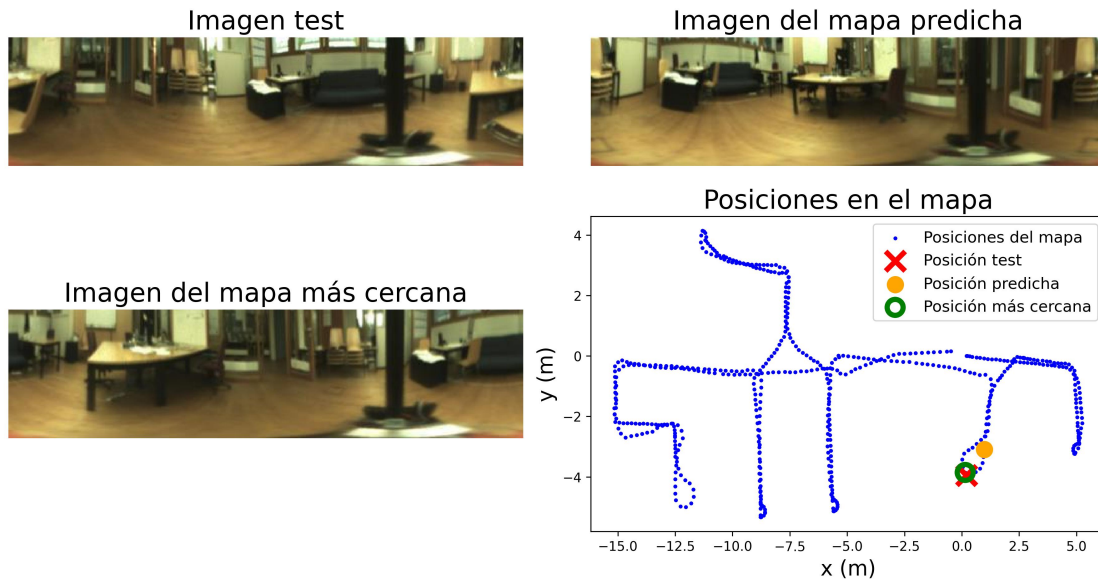 Imagen test
Imagen del mapa predicha
Imagen del mapa más cercana
Posiciones en el mapa
Posiciones del mapa
Posición test
Posición predicha
Posición más cercana
y (m)
4
2
0
−2
−4
−15.0 −12.5 −10.0 −7.5 −5.0 −2.5 0.0 2.5 5.0
x (m)